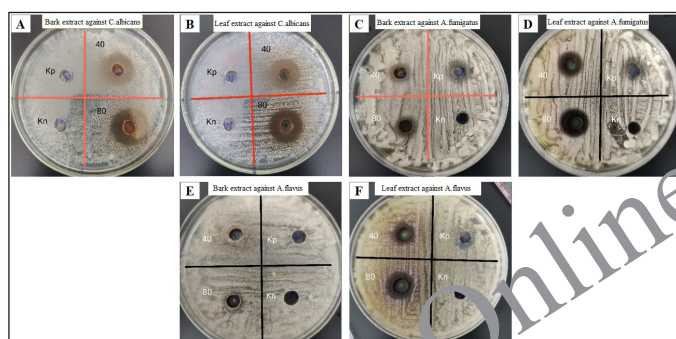 A
Bark extract against C.albicans
40
Kp
Kn
80
B
Leaf extract against C.albicans
40
Kp
80
Kn
C
Bark extract against A.fumigatus
40
Kp
80
Kn
D
Leaf extract against A.fumigatus
40
Kp
80
Kn
E
Bark extract against A.flavus
40
Kp
80
Kn
F
Leaf extract against A.flavus
40
Kp
80
Kn
Online